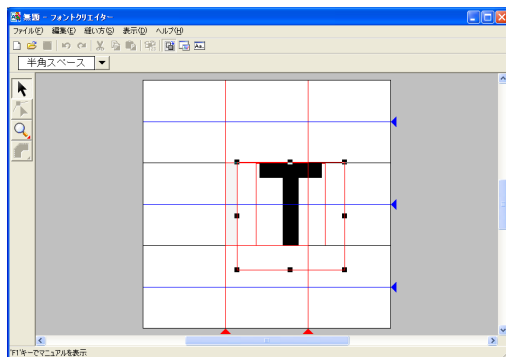 無題 - フォントクリエイター
ファイル(F) 編集(E) 縫い方(S) 表示(D) ヘルプ(H)
半角スペース
T
'F1'キーでマニュアルを表示